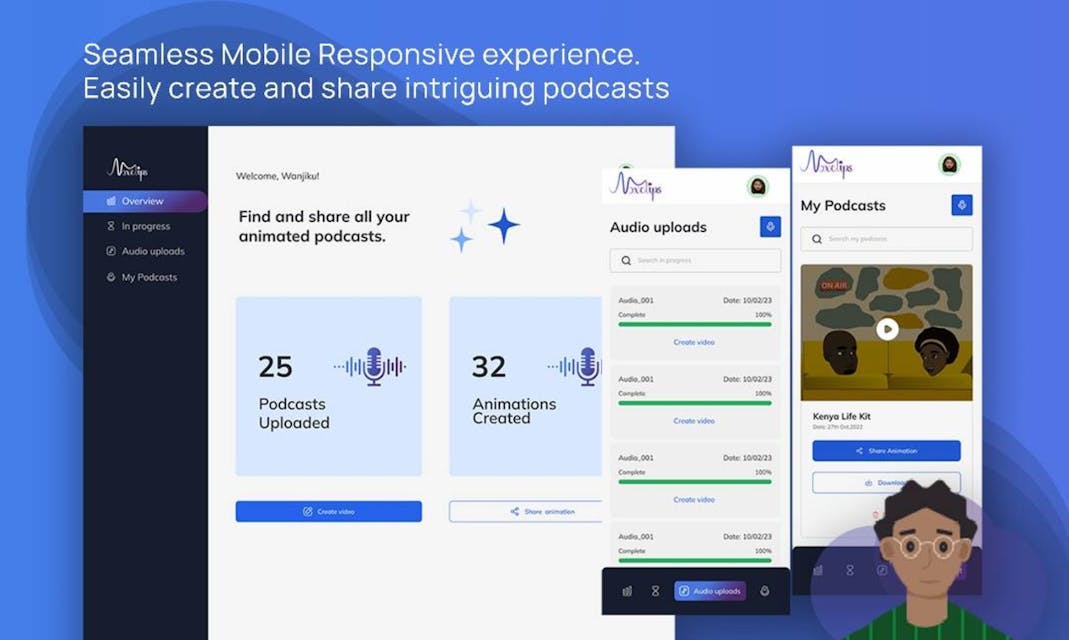 Seamless Mobile Responsive experience.
Easily create and share intriguing podcasts
Voxclips
Overview
In progress
Audio uploads
My Podcasts
Welcome, Wanjiku!
Find and share all your
animated podcasts.
25
Podcasts
Uploaded
32
Animations
Created
Create video
Share animation
Voxclips
Audio uploads
Search in progress
Audio_001 Date: 10/02/23
Complete 100%
Create video
Audio_001 Date: 10/02/23
Complete 100%
Create video
Audio_001 Date: 10/02/23
Complete 100%
Create video
Audio_001 Date: 10/02/23
Complete 100%
Audio uploads
Voxclips
My Podcasts
Search my podcasts
ON AIR
Kenya Life Kit
Date: 27th Oct,2022
Share Animation
Download